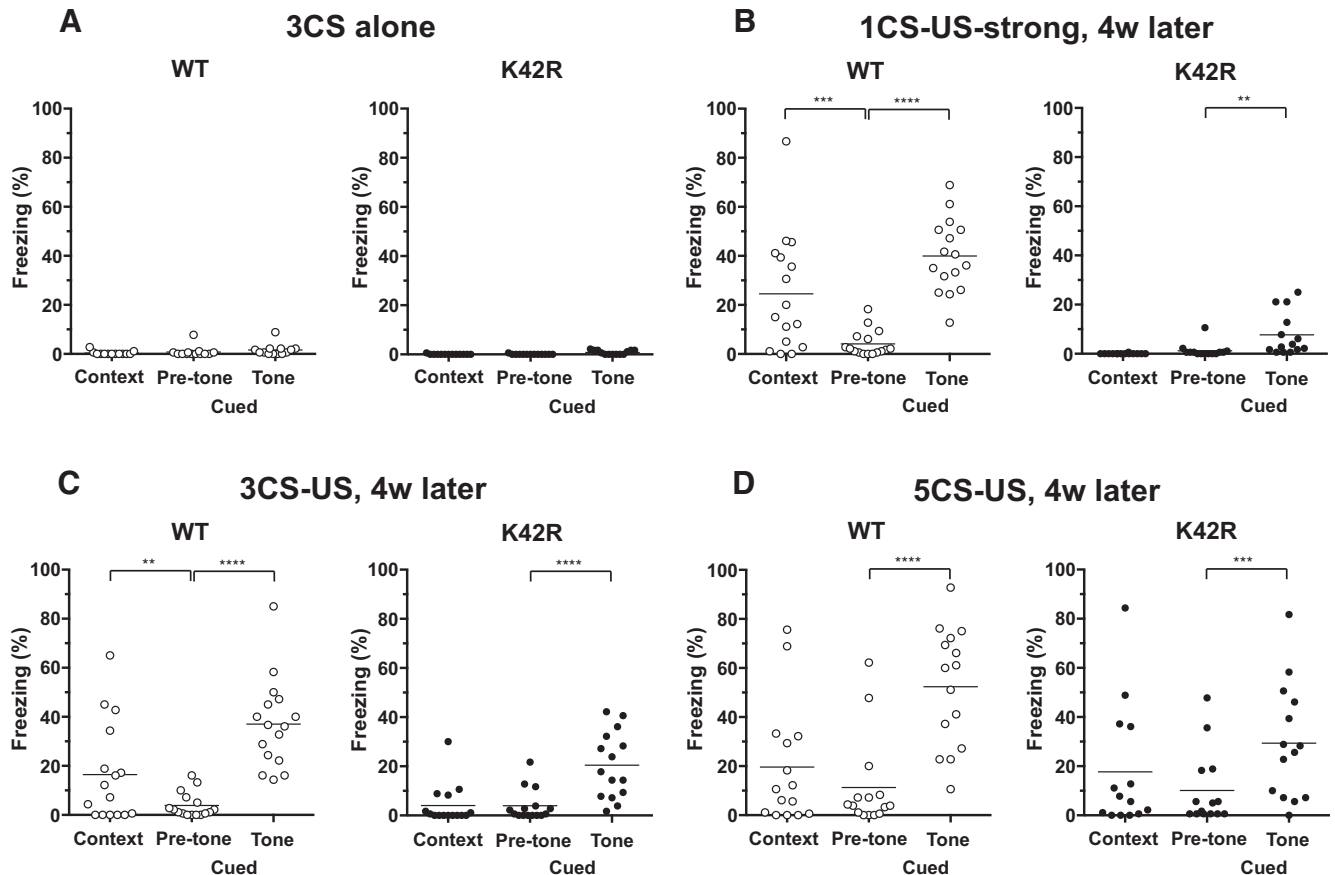 A
3CS alone
WT
K42R
Freezing (%)
100
80
60
40
20
0
Context Pre-tone Tone
Cued
Freezing (%)
100
80
60
40
20
0
Context Pre-tone Tone
Cued
B
1CS-US-strong, 4w later
WT
K42R
*** ****
Freezing (%)
100
80
60
40
20
0
Context Pre-tone Tone
Cued
**
Freezing (%)
100
80
60
40
20
0
Context Pre-tone Tone
Cued
C
3CS-US, 4w later
WT
K42R
** ****
Freezing (%)
100
80
60
40
20
0
Context Pre-tone Tone
Cued
****
Freezing (%)
100
80
60
40
20
0
Context Pre-tone Tone
Cued
D
5CS-US, 4w later
WT
K42R
****
Freezing (%)
100
80
60
40
20
0
Context Pre-tone Tone
Cued
***
Freezing (%)
100
80
60
40
20
0
Context Pre-tone Tone
Cued